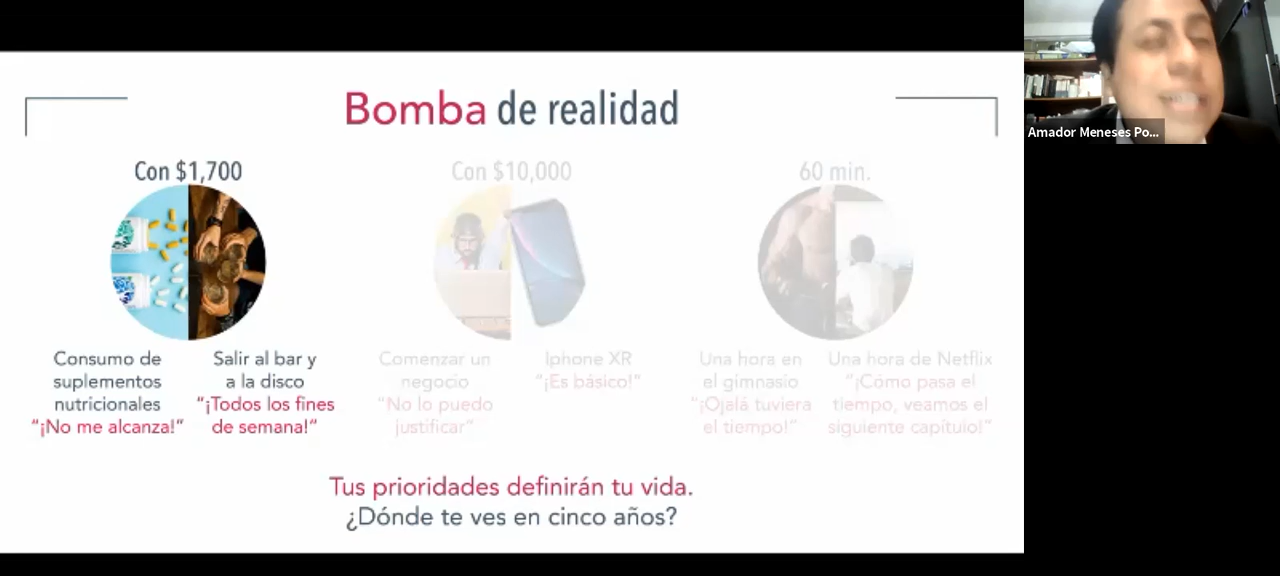 Bomba de realidad
Con $1,700
Consumo de
suplementos
nutricionales
“¡No me alcanza!”
Salir al bar y
a la disco
“¡Todos los fines
de semana!”
Con $10,000
Comenzar un
negocio
“No lo puedo
justificar”
Iphone XR
“¡Es básico!”
60 min.
Una hora en
el gimnasio
“¡Ojalá tuviera
el tiempo!”
Una hora de Netflix
“¡Cómo pasa el
tiempo, veamos el
siguiente capítulo!”
Tus prioridades definirán tu vida.
¿Dónde te ves en cinco años?
Amador Meneses Po...